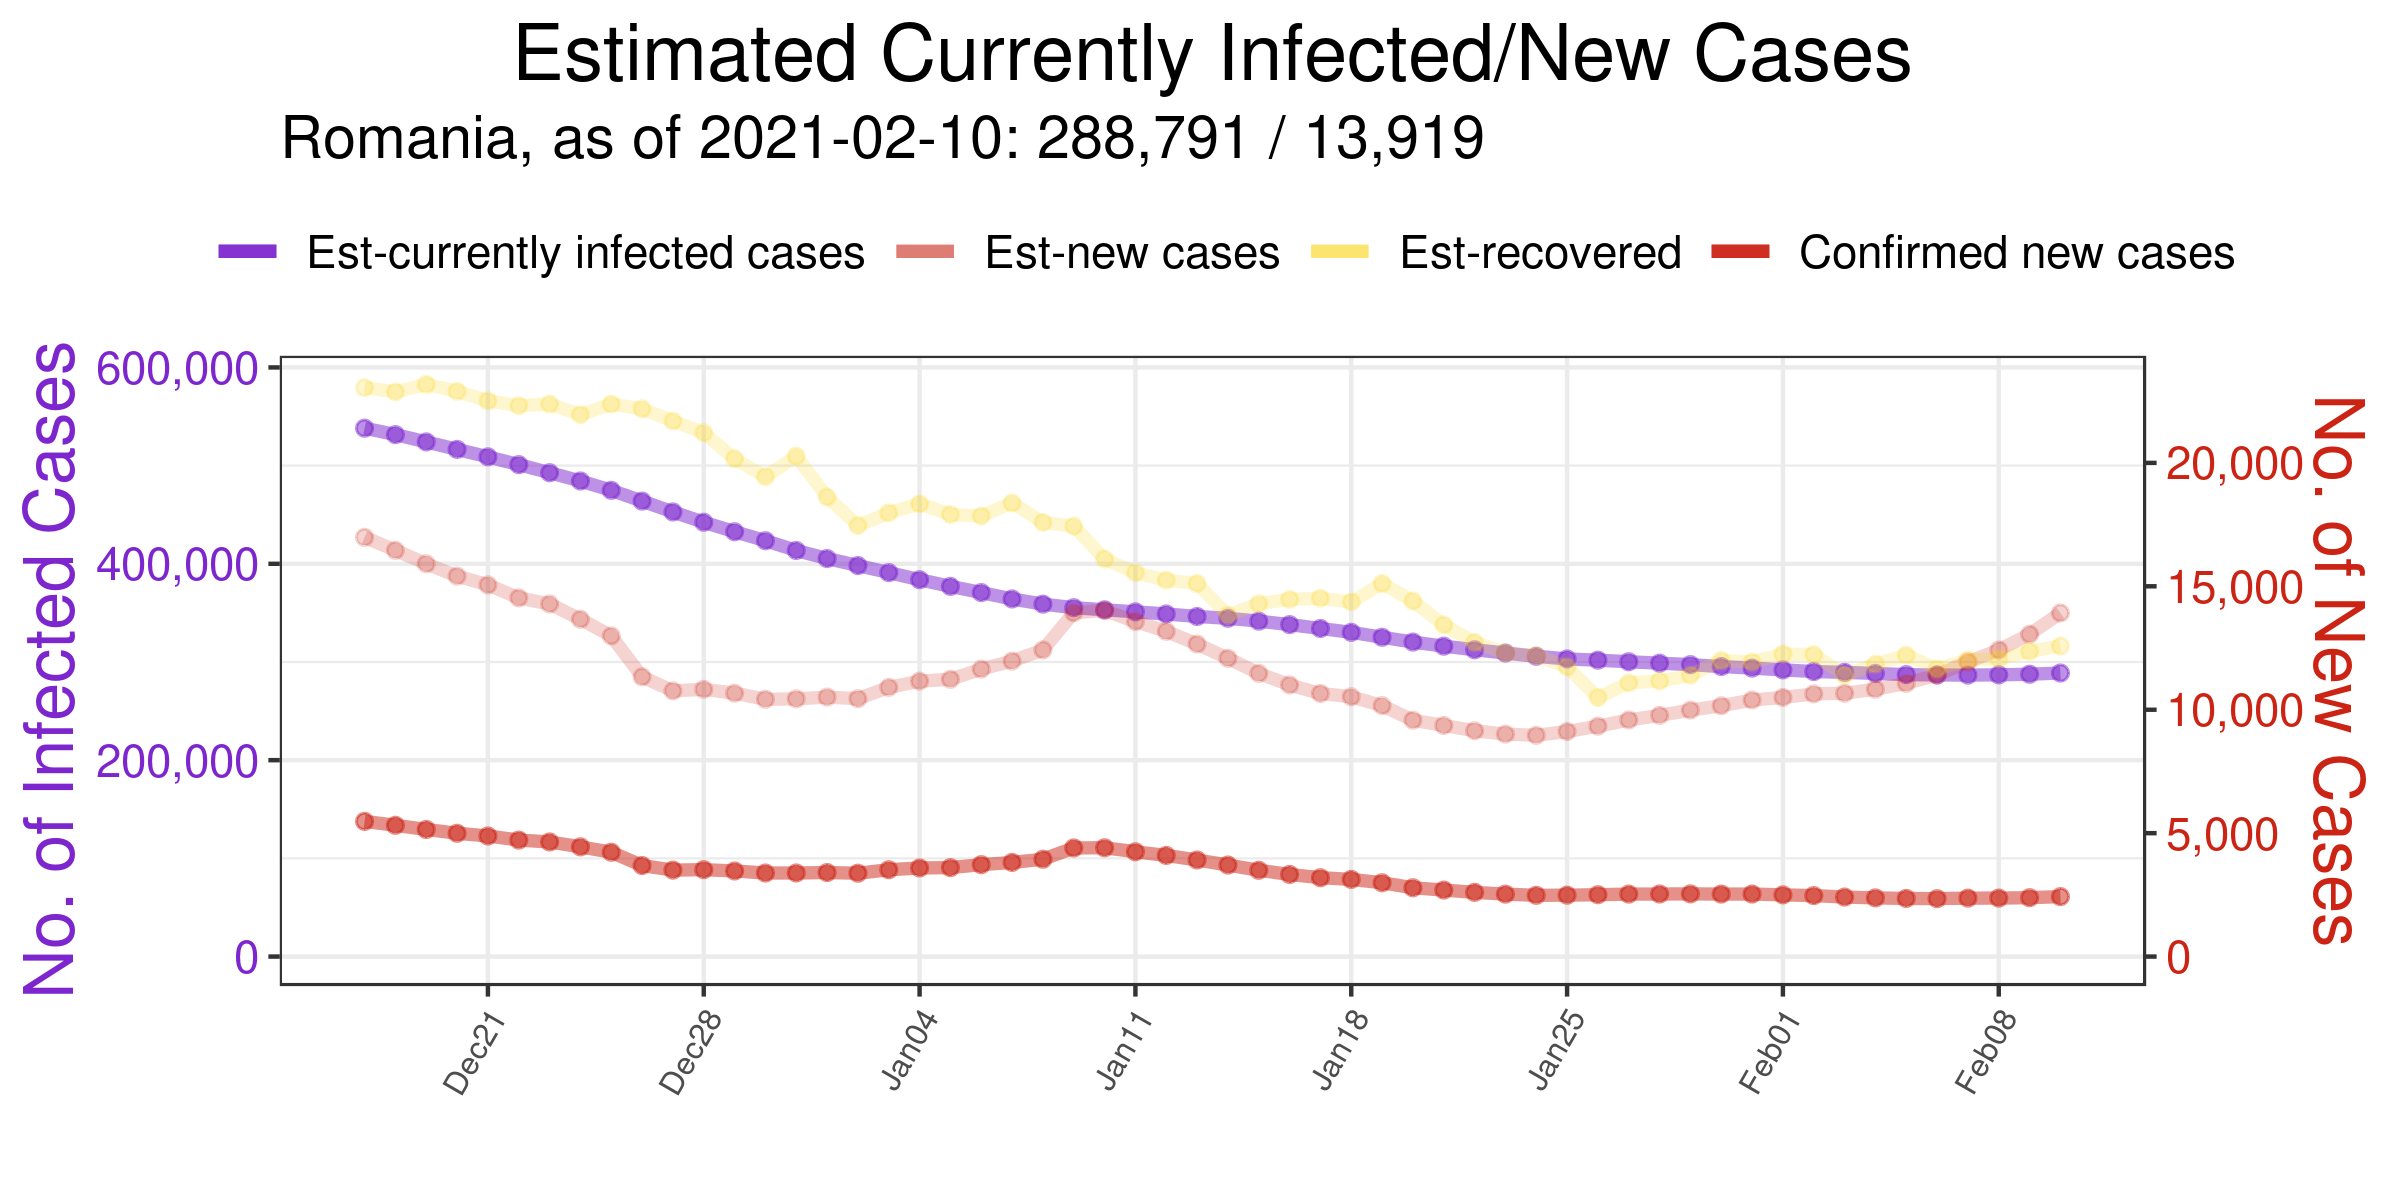 Estimated Currently Infected/New Cases
Romania, as of 2021-02-10: 288,791 / 13,919
Est-currently infected cases
Est-new cases
Est-recovered
Confirmed new cases
No. of Infected Cases
600,000
400,000
200,000
0
20,000
15,000
10,000
5,000
0
No. of New Cases
Dec21
Dec28
Jan04
Jan11
Jan18
Jan25
Feb01
Feb08